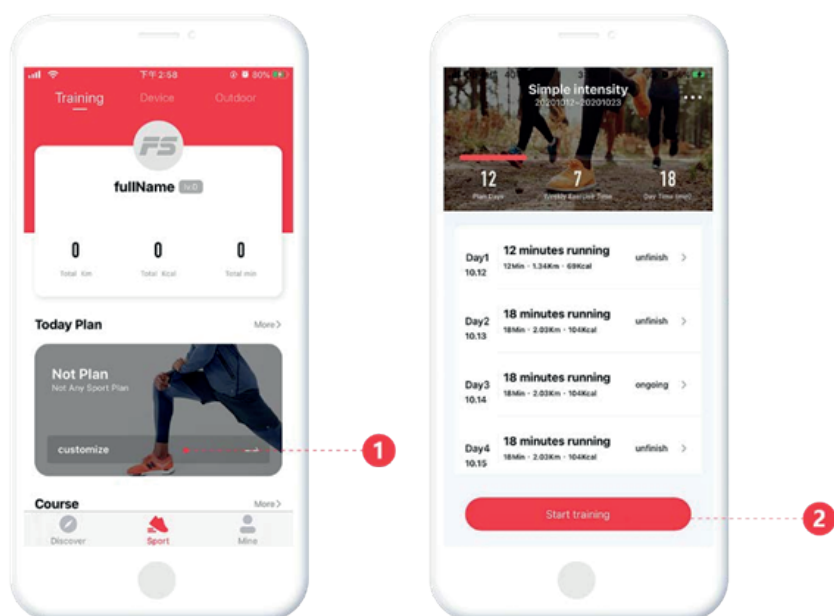 下午2:58
80%
Training Device Outdoor
FS
fullName
0 0 0
Total Km Total Kcal Total min
Today Plan More>
Not Plan
Not Any Sport Plan
customize
Course More>
Discover Sport Mine
1
Simple intensity
20201012~20201023
12 7 18
Plan Days Weekly Exercise Time Day Time (min)
Day1 12 minutes running unfinish >
10.12 12Min - 1.34Km - 69Kcal
Day2 18 minutes running unfinish >
10.13 18Min - 2.03Km - 104Kcal
Day3 18 minutes running ongoing >
10.14 18Min - 2.03Km - 104Kcal
Day4 18 minutes running unfinish >
10.15 18Min - 2.03Km - 104Kcal
Start training
2